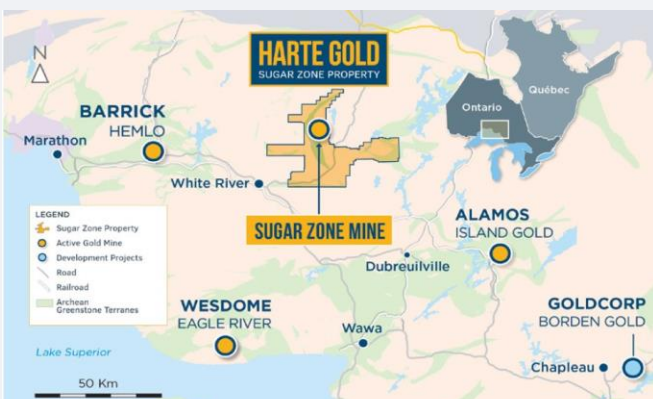 N
HARTE GOLD
SUGAR ZONE PROPERTY
Québec
Ontario
BARRICK
HEMLO
Marathon
White River
LEGEND
Sugar Zone Property
Active Gold Mine
Development Projects
Road
Railroad
Archean
Greenstone Terranes
SUGAR ZONE MINE
ALAMOS
ISLAND GOLD
Dubreuilville
WESDOME
EAGLE RIVER
Wawa
GOLDCORP
BORDEN GOLD
Chapleau
Lake Superior
50 Km